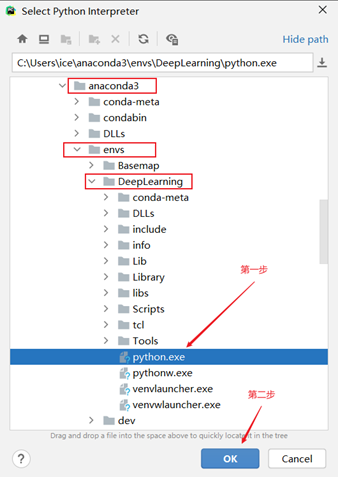 Select Python Interpreter
Hide path
C:\Users\ice\anaconda3\envs\DeepLearning\python.exe
anaconda3
conda-meta
condabin
DLLs
envs
Basemap
DeepLearning
conda-meta
DLLs
include
info
Lib
Library
libs
Scripts
tcl
Tools
第一步
python.exe
pythonw.exe
venvlauncher.exe
venvwlauncher.exe
第二步
dev
Drag and drop a file into the space above to quickly locate it in the tree
?
OK
Cancel